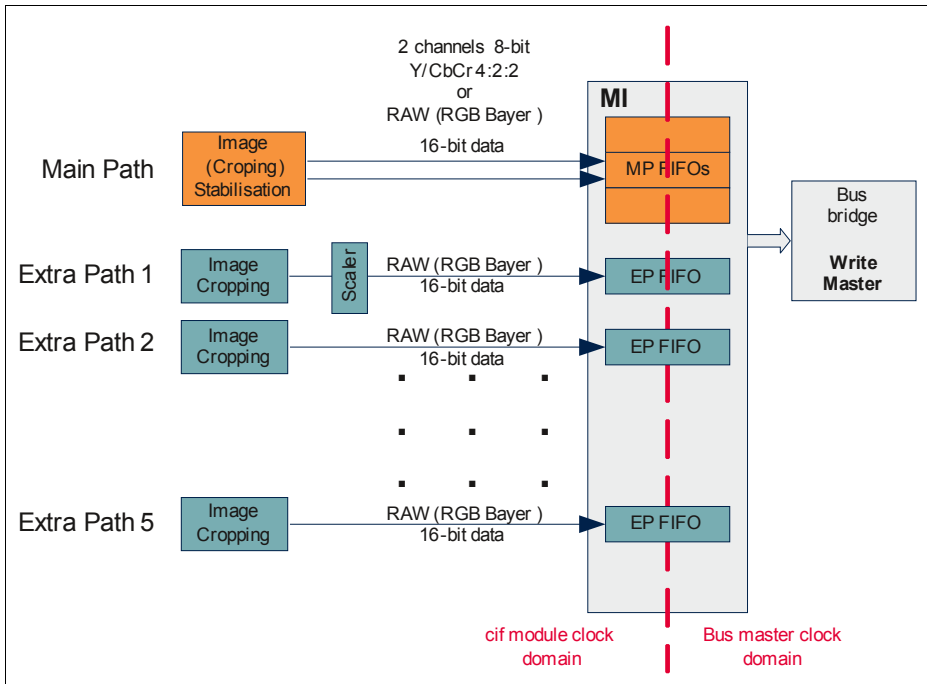 2 channels 8-bit
Y/CbCr 4:2:2
or
RAW (RGB Bayer )
16-bit data
MI
Main Path
Image
(Croping)
Stabilisation
MP FIFOs
Bus
bridge
Write
Master
Extra Path 1
Image
Cropping
Scaler
RAW (RGB Bayer )
16-bit data
EP FIFO
Extra Path 2
Image
Cropping
RAW (RGB Bayer )
16-bit data
EP FIFO
Extra Path 5
Image
Cropping
RAW (RGB Bayer )
16-bit data
EP FIFO
cif module clock
domain
Bus master clock
domain